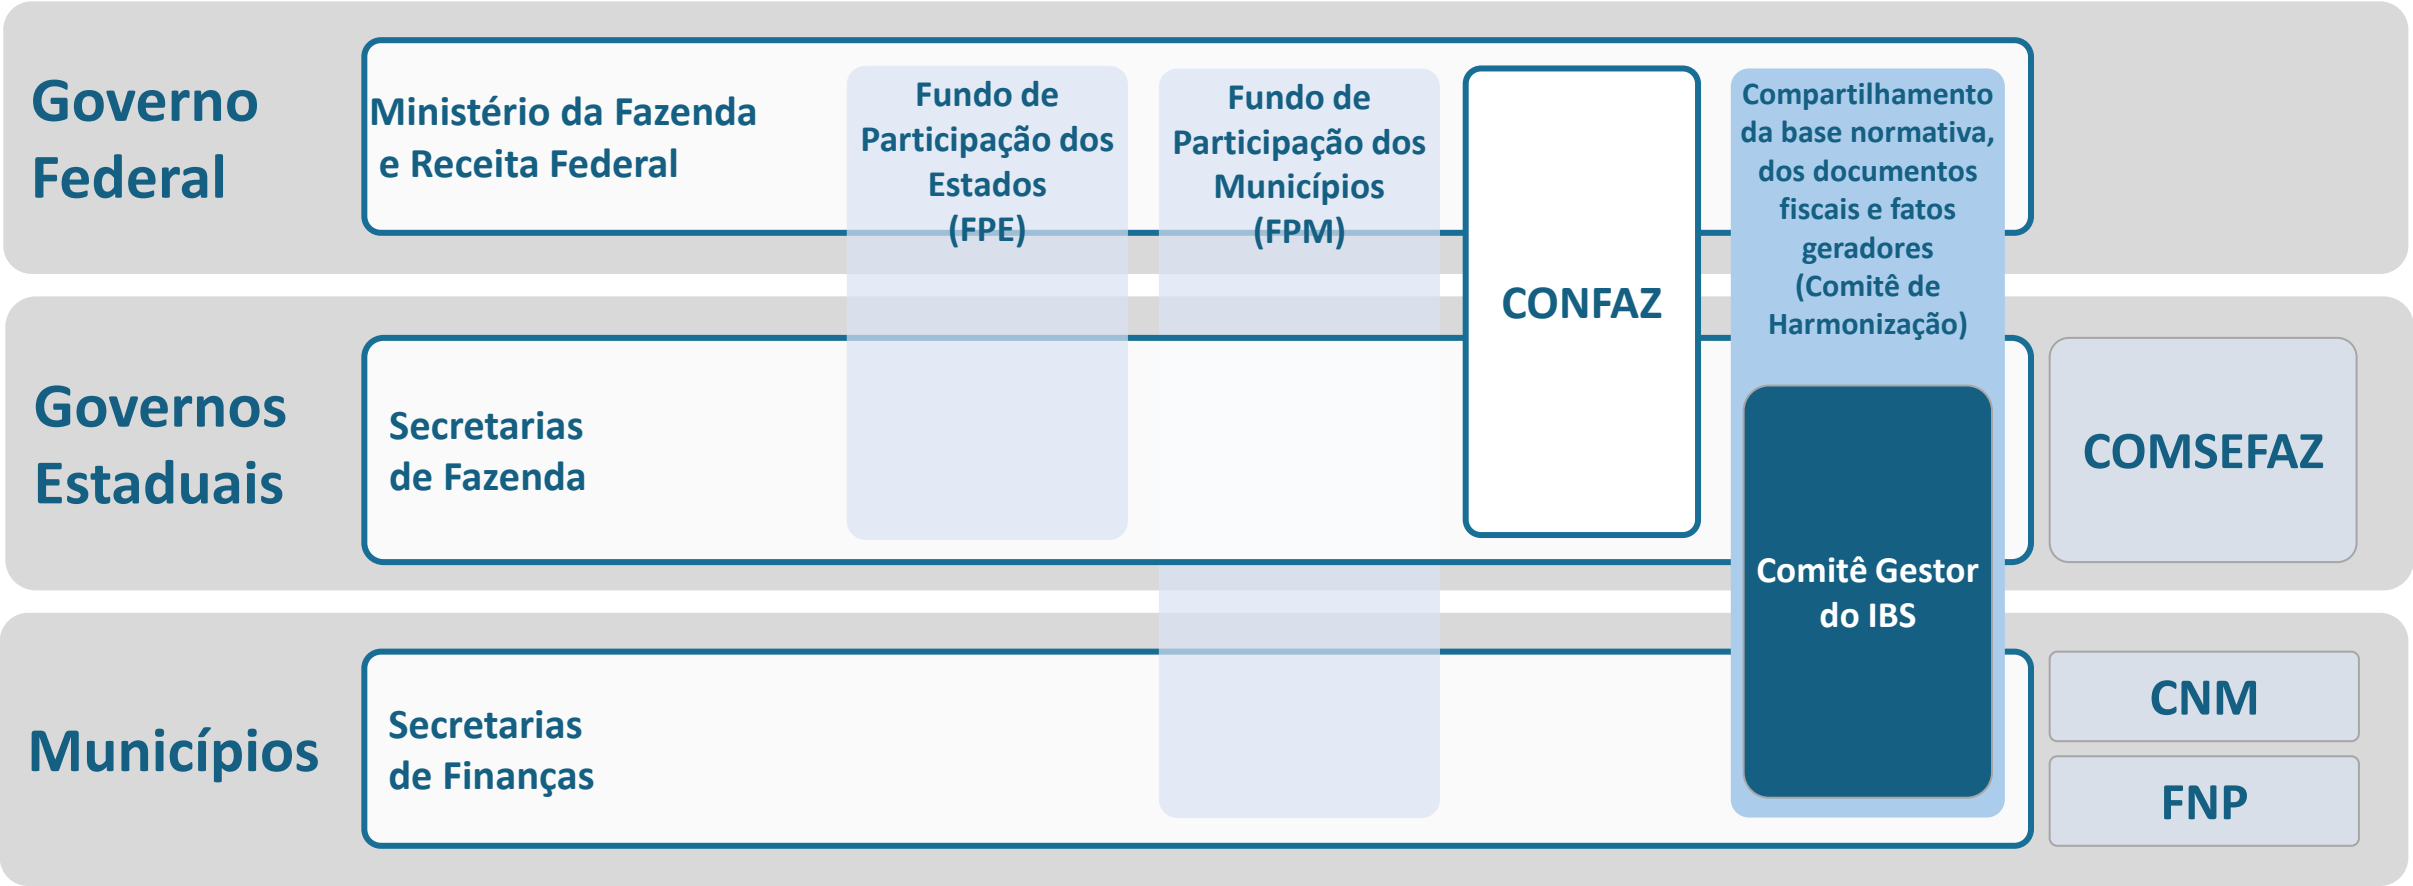 Governo
Federal
Ministério da Fazenda
e Receita Federal
Fundo de
Participação dos
Estados
(FPE)
Fundo de
Participação dos
Municípios
(FPM)
CONFAZ
Compartilhamento
da base normativa,
dos documentos
fiscais e fatos
geradores
(Comitê de
Harmonização)
Governos
Estaduais
Secretarias
de Fazenda
Comitê Gestor
do IBS
COMSEFAZ
Municípios
Secretarias
de Finanças
CNM
FNP